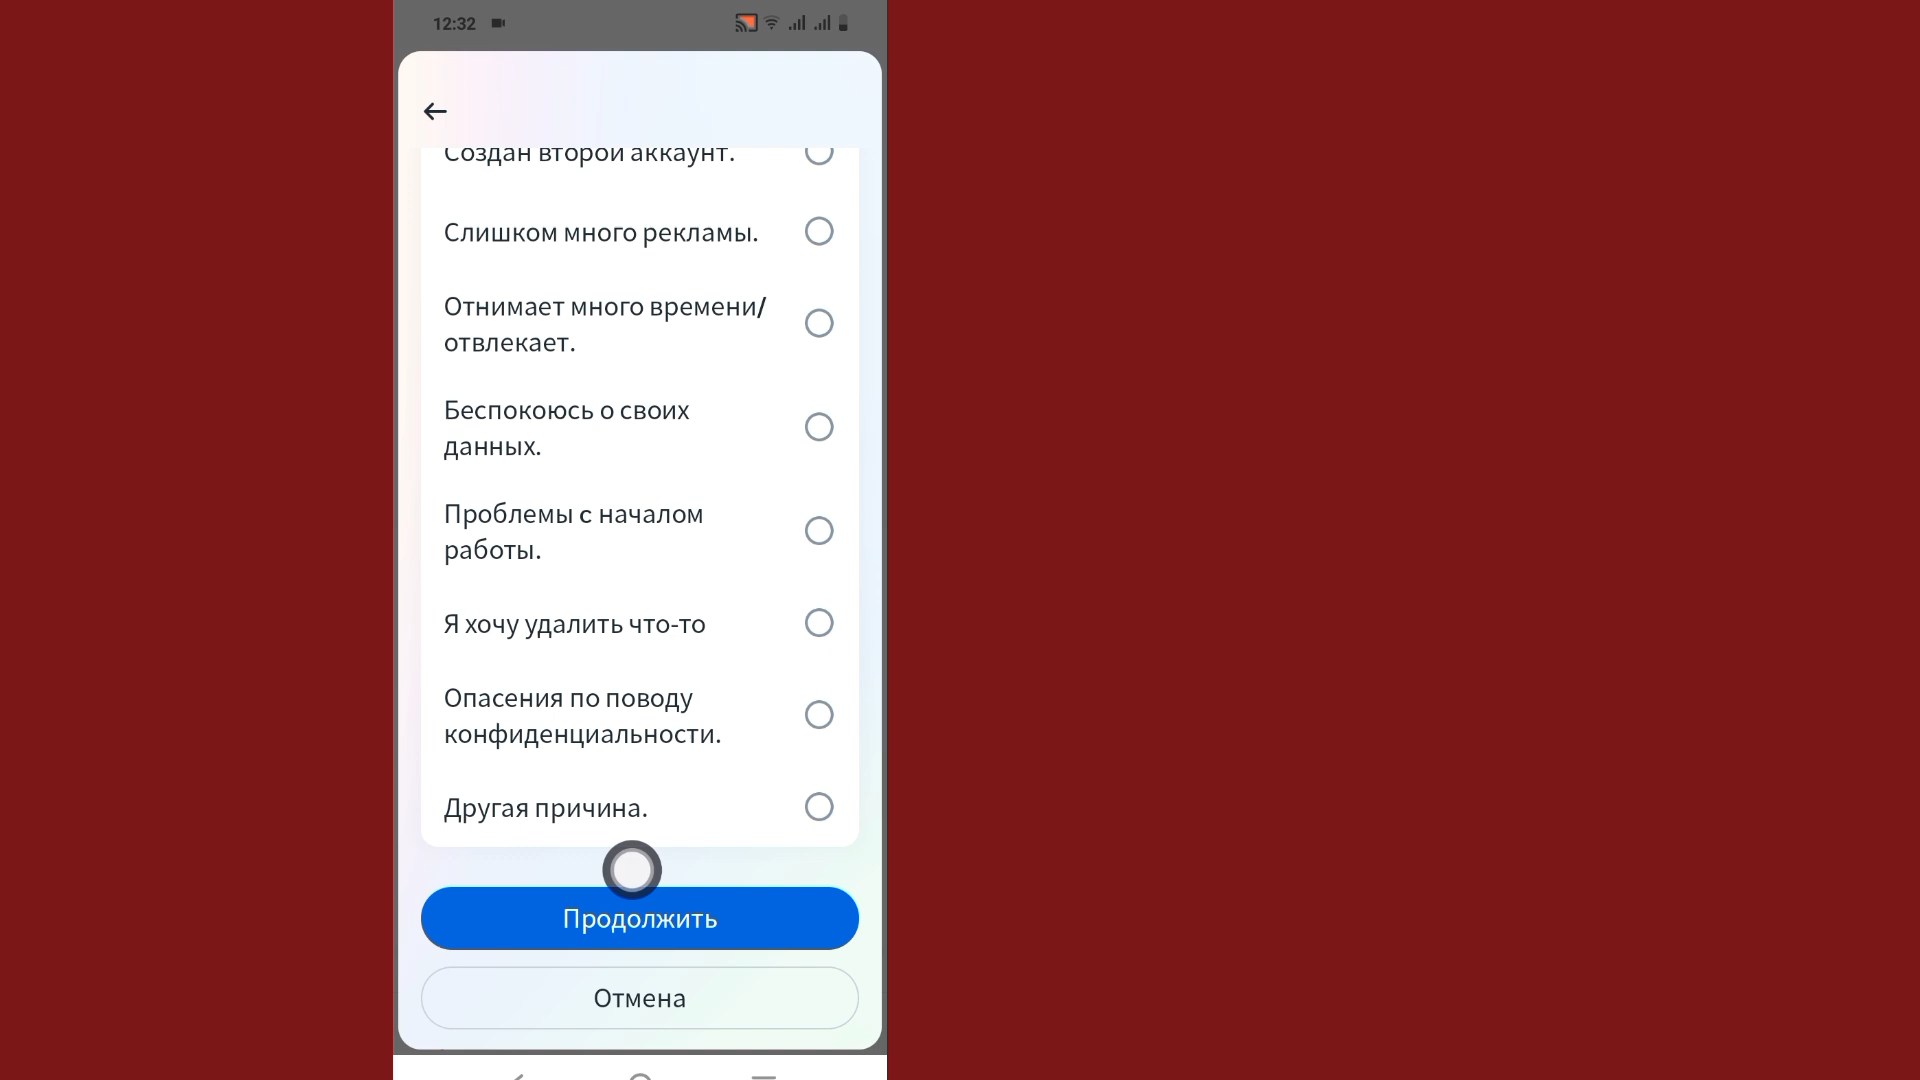 12:32
Создан второй аккаунт.
Слишком много рекламы.
Отнимает много времени/
отвлекает.
Беспокоюсь о своих
данных.
Проблемы с началом
работы.
Я хочу удалить что-то
Опасения по поводу
конфиденциальности.
Другая причина.
Продолжить
Отмена